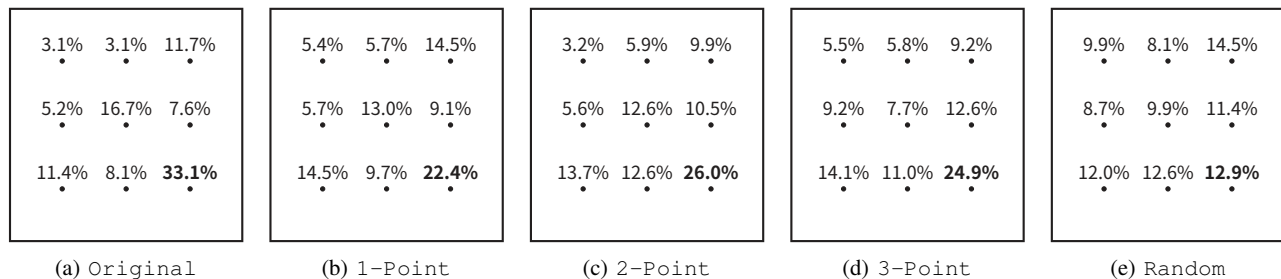 3.1% 3.1% 11.7% 5.4% 5.7% 14.5% 3.2% 5.9% 9.9% 5.5% 5.8% 9.2% 9.9% 8.1% 14.5%
5.2% 16.7% 7.6% 5.7% 13.0% 9.1% 5.6% 12.6% 10.5% 9.2% 7.7% 12.6% 8.7% 9.9% 11.4%
11.4% 8.1% 33.1% 14.5% 9.7% 22.4% 13.7% 12.6% 26.0% 14.1% 11.0% 24.9% 12.0% 12.6% 12.9%
(a) Original (b) 1-Point (c) 2-Point (d) 3-Point (e) Random